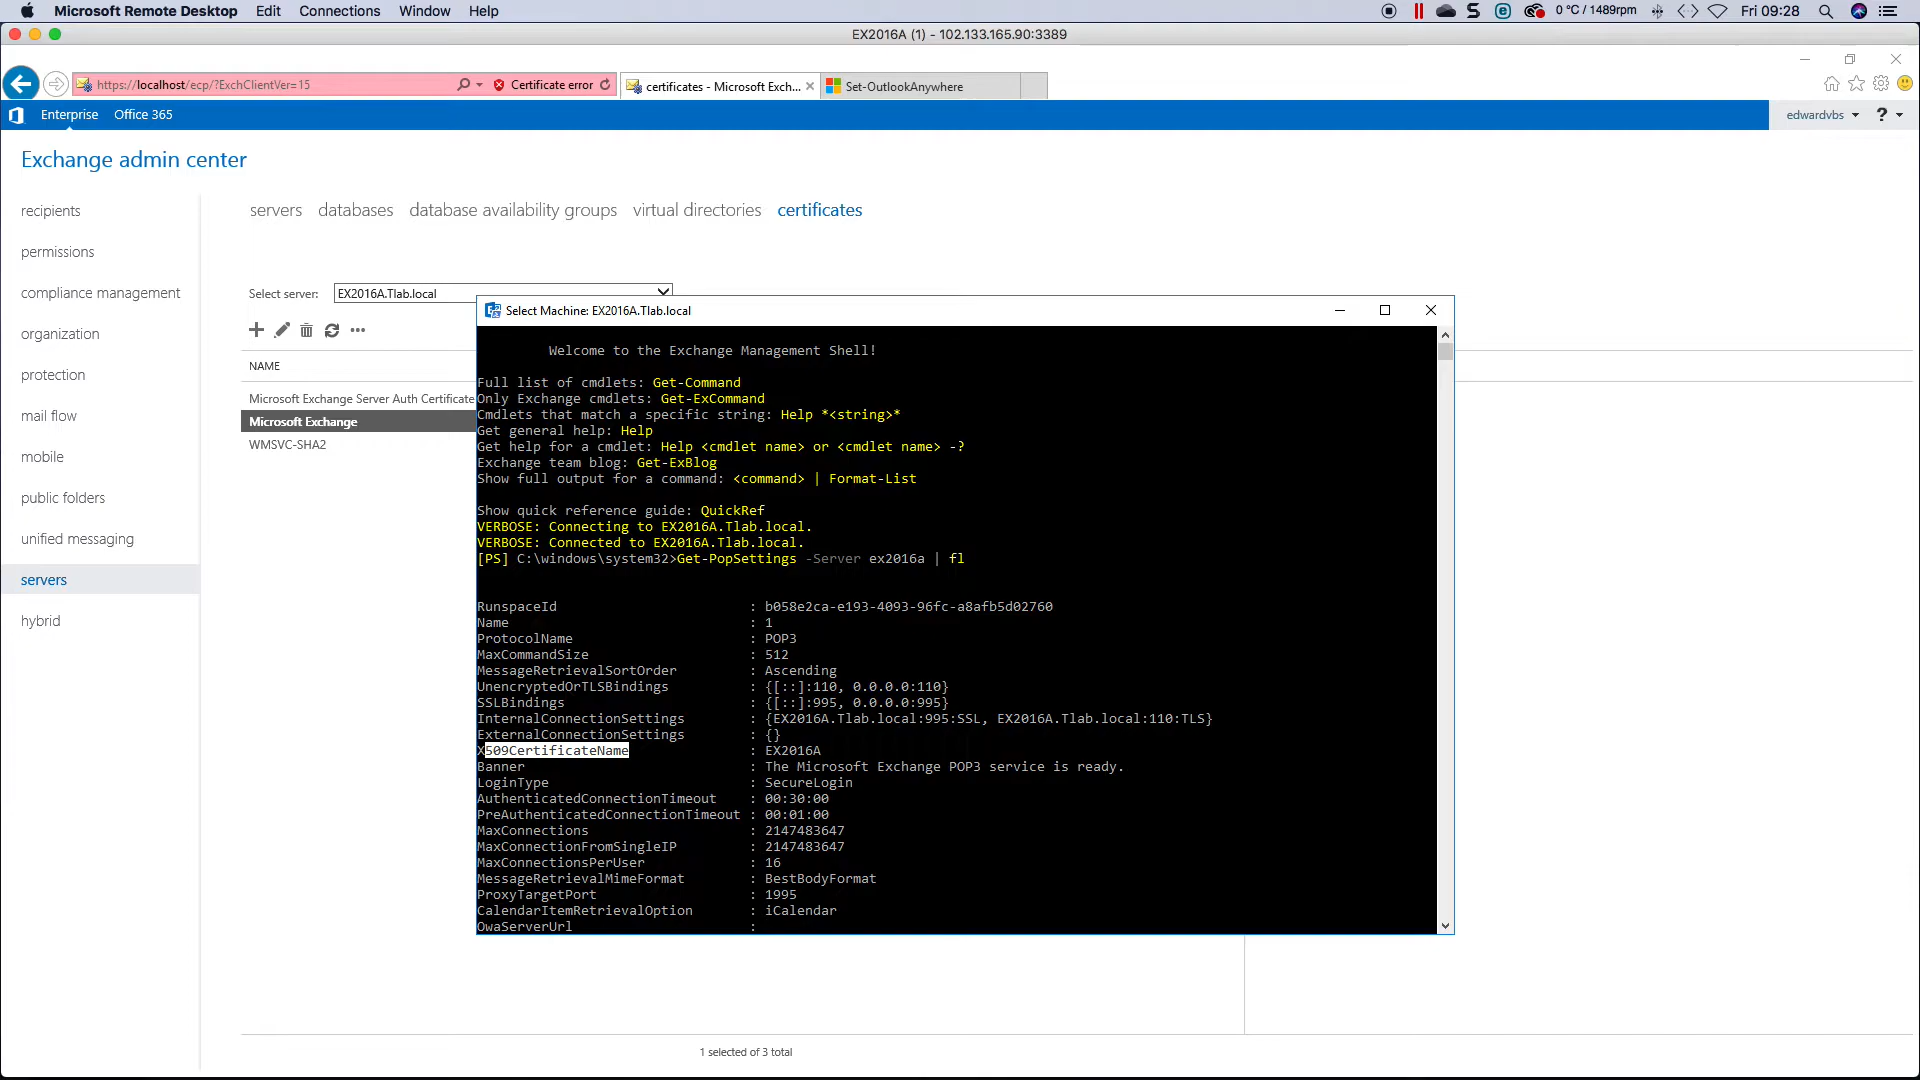 Microsoft Remote Desktop Edit Connections Window Help
0 °C / 1489rpm Fri 09:28
EX2016A (1) - 102.133.165.90:3389
https://localhost/ecp/?ExchClientVer=15 Certificate error certificates - Microsoft Exch... Set-OutlookAnywhere
Enterprise Office 365 edwardvbs ?
Exchange admin center
recipients
permissions
compliance management
organization
protection
mail flow
mobile
public folders
unified messaging
servers
hybrid
servers databases database availability groups virtual directories certificates
Select server: EX2016A.Tlab.local
NAME
Microsoft Exchange Server Auth Certificate
Microsoft Exchange
WMSVC-SHA2
1 selected of 3 total
Select Machine: EX2016A.Tlab.local
Welcome to the Exchange Management Shell!
Full list of cmdlets: Get-Command
Only Exchange cmdlets: Get-ExCommand
Cmdlets that match a specific string: Help *<string>*
Get general help: Help
Get help for a cmdlet: Help <cmdlet name> or <cmdlet name> -?
Exchange team blog: Get-ExBlog
Show full output for a command: <command> | Format-List
Show quick reference guide: QuickRef
VERBOSE: Connecting to EX2016A.Tlab.local.
VERBOSE: Connected to EX2016A.Tlab.local.
[PS] C:\windows\system32>Get-PopSettings -Server ex2016a | fl
RunspaceId : b058e2ca-e193-4093-96fc-a8afb5d02760
Name : 1
ProtocolName : POP3
MaxCommandSize : 512
MessageRetrievalSortOrder : Ascending
UnencryptedOrTLSBindings : {[::]:110, 0.0.0.0:110}
SSLBindings : {[::]:995, 0.0.0.0:995}
InternalConnectionSettings : {EX2016A.Tlab.local:995:SSL, EX2016A.Tlab.local:110:TLS}
ExternalConnectionSettings : {}
X509CertificateName : EX2016A
Banner : The Microsoft Exchange POP3 service is ready.
LoginType : SecureLogin
AuthenticatedConnectionTimeout : 00:30:00
PreAuthenticatedConnectionTimeout : 00:01:00
MaxConnections : 2147483647
MaxConnectionFromSingleIP : 2147483647
MaxConnectionsPerUser : 16
MessageRetrievalMimeFormat : BestBodyFormat
ProxyTargetPort : 1995
CalendarItemRetrievalOption : iCalendar
OwaServerUrl :